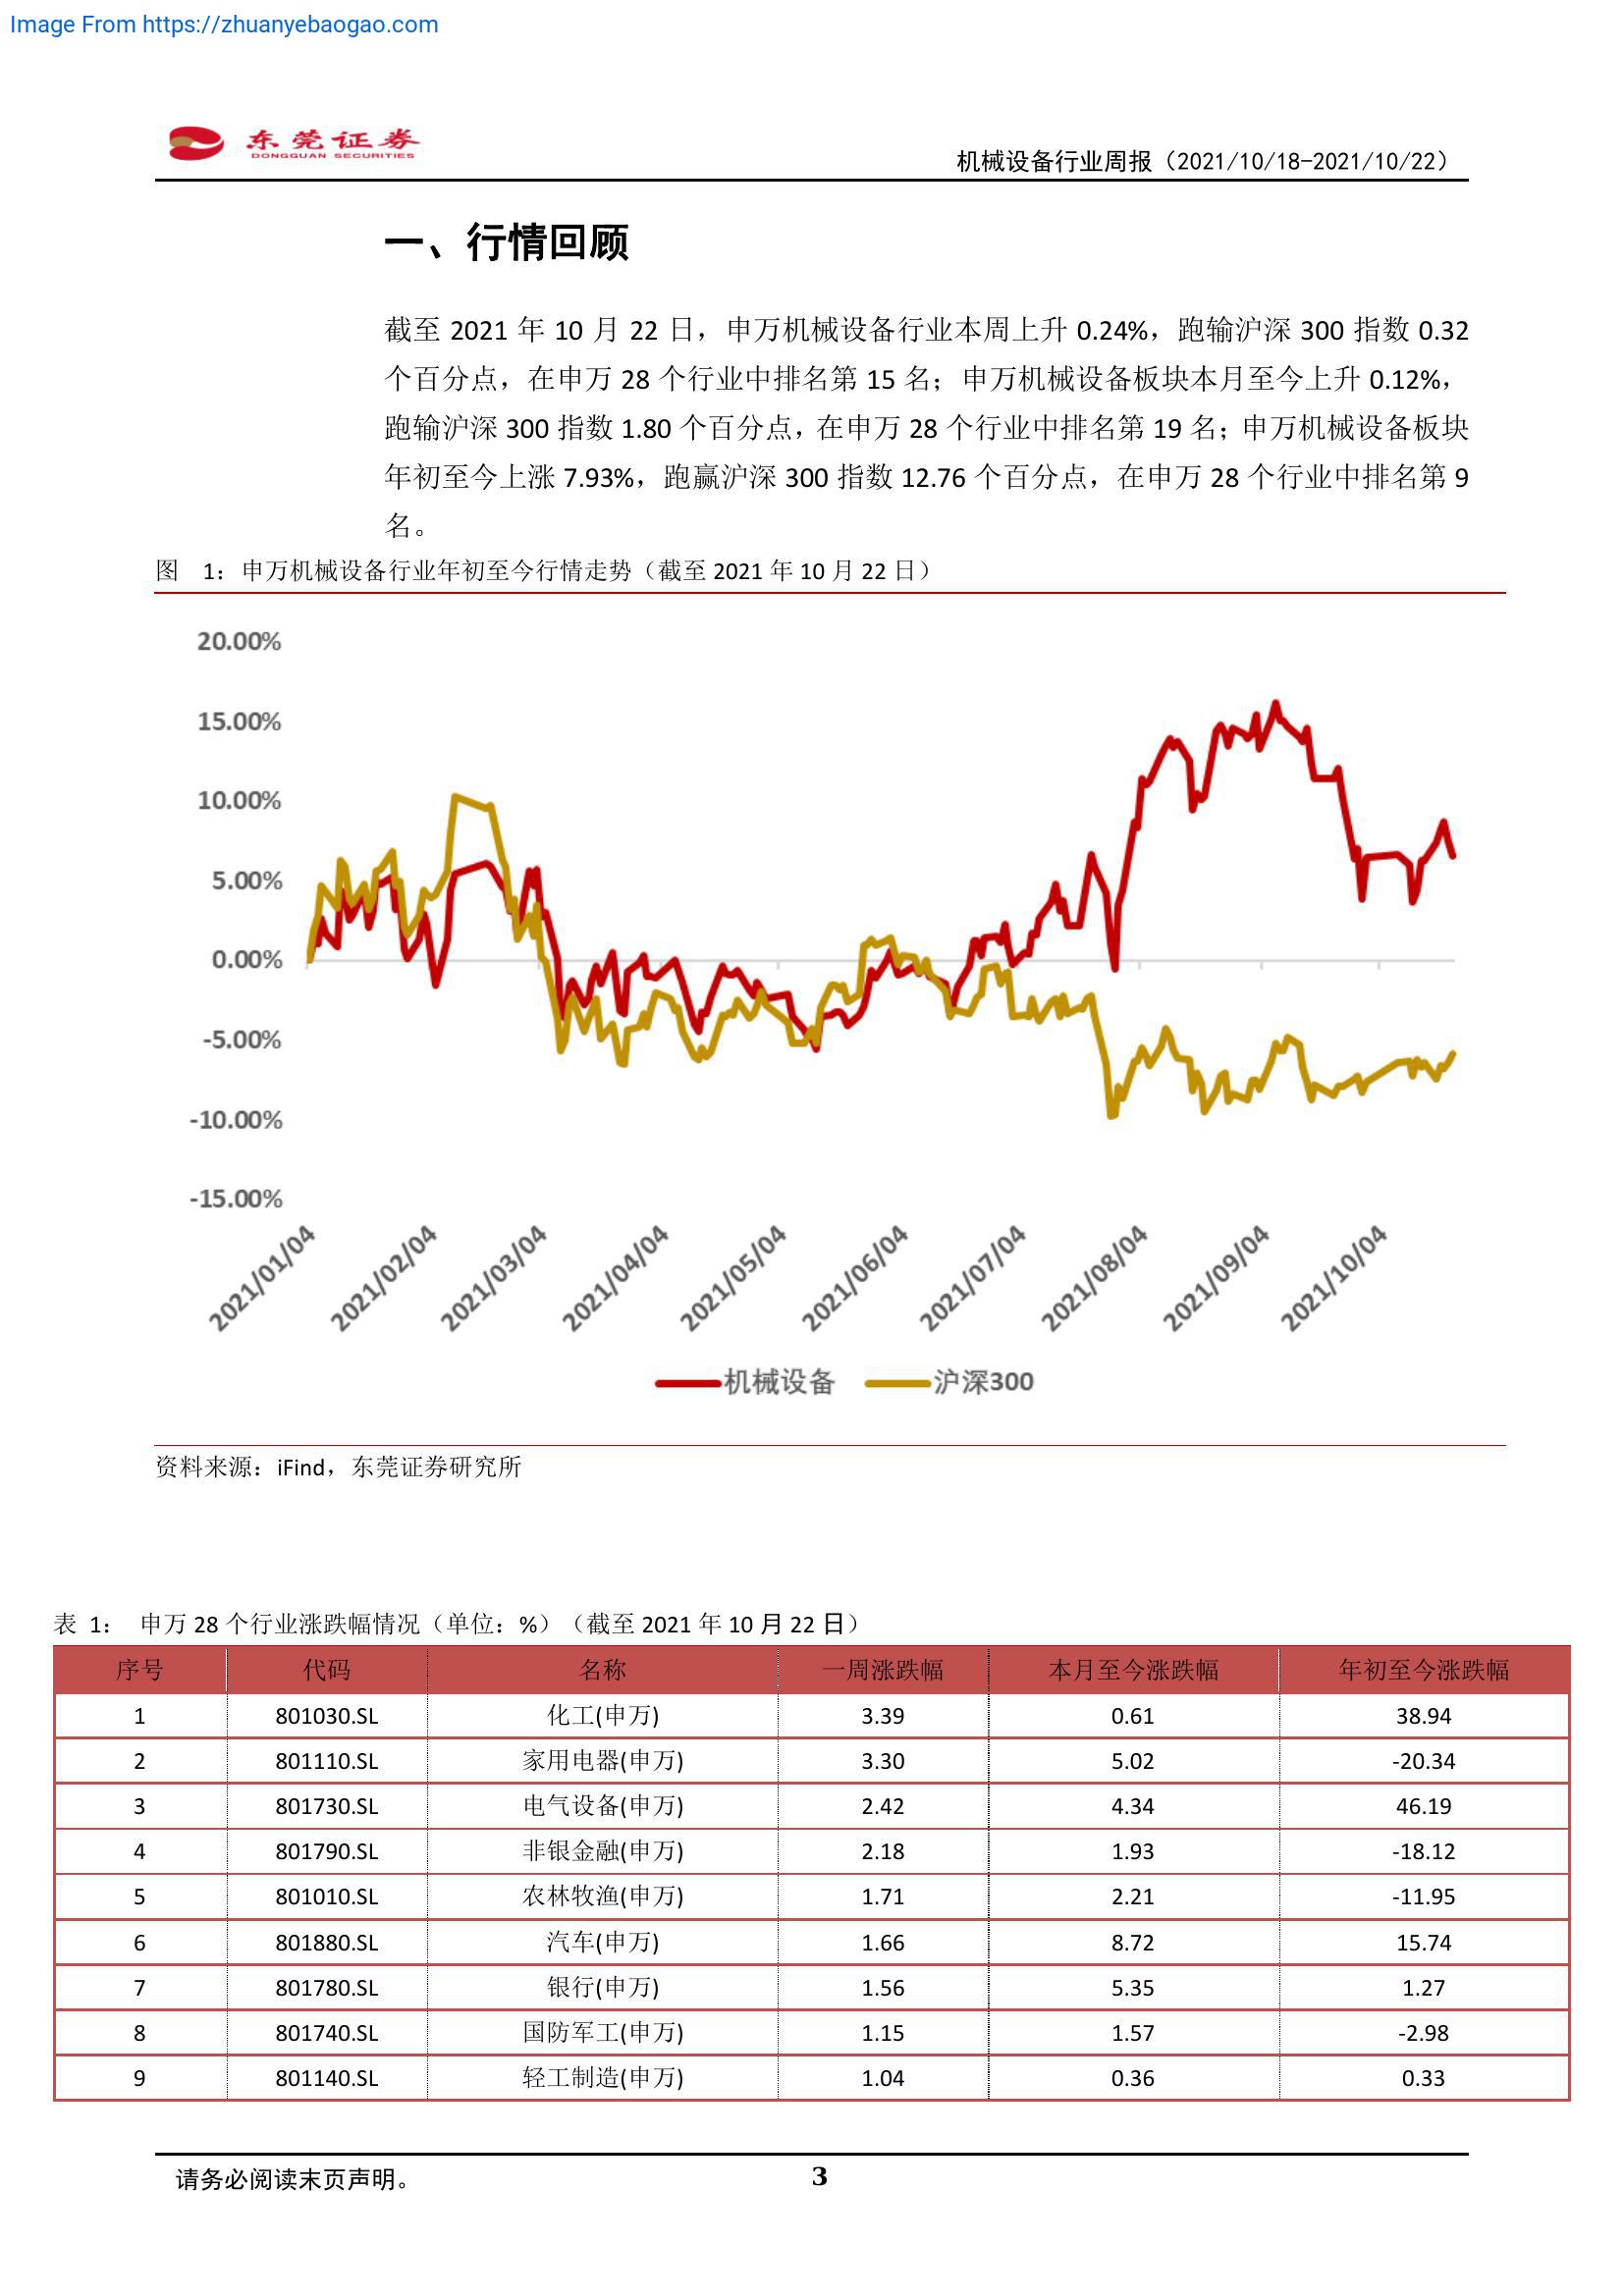 Image From https://zhuanyebaogao.com
东莞证券
DONGGUAN SECURITIES
机械设备行业周报（2021/10/18-2021/10/22）
一、行情回顾
截至 2021 年 10 月 22 日，申万机械设备行业本周上升 0.24%，跑输沪深 300 指数 0.32
个百分点，在申万 28 个行业中排名第 15 名；申万机械设备板块本月至今上升 0.12%，
跑输沪深 300 指数 1.80 个百分点，在申万 28 个行业中排名第 19 名；申万机械设备板块
年初至今上涨 7.93%，跑赢沪深 300 指数 12.76 个百分点，在申万 28 个行业中排名第 9
名。
图 1：申万机械设备行业年初至今行情走势（截至 2021 年 10 月 22 日）
20.00%
15.00%
10.00%
5.00%
0.00%
-5.00%
-10.00%
-15.00%
2021/01/04 2021/02/04 2021/03/04 2021/04/04 2021/05/04 2021/06/04 2021/07/04 2021/08/04 2021/09/04 2021/10/04
机械设备 沪深300
资料来源：iFind，东莞证券研究所
表 1： 申万 28 个行业涨跌幅情况（单位：%）（截至 2021 年 10 月 22 日）
序号 代码 名称 一周涨跌幅 本月至今涨跌幅 年初至今涨跌幅
1 801030.SL 化工(申万) 3.39 0.61 38.94
2 801110.SL 家用电器(申万) 3.30 5.02 -20.34
3 801730.SL 电气设备(申万) 2.42 4.34 46.19
4 801790.SL 非银金融(申万) 2.18 1.93 -18.12
5 801010.SL 农林牧渔(申万) 1.71 2.21 -11.95
6 801880.SL 汽车(申万) 1.66 8.72 15.74
7 801780.SL 银行(申万) 1.56 5.35 1.27
8 801740.SL 国防军工(申万) 1.15 1.57 -2.98
9 801140.SL 轻工制造(申万) 1.04 0.36 0.33
请务必阅读末页声明。 3